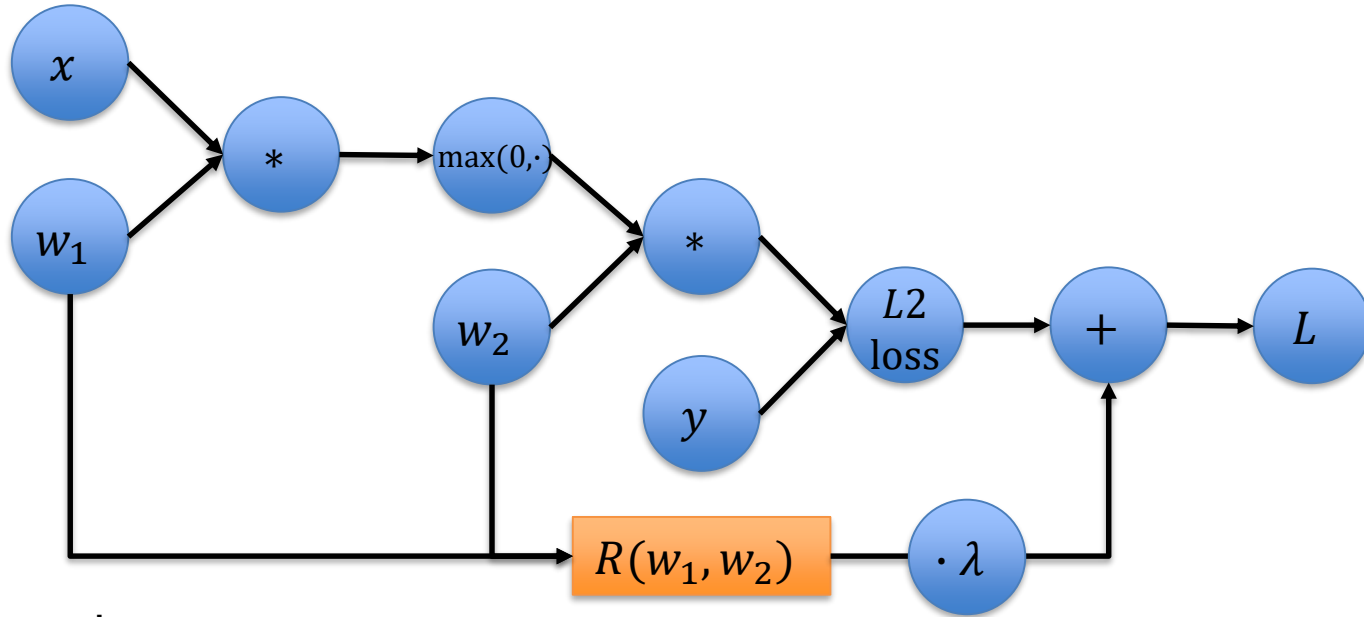 x
∗
max(0,·)
w₁
∗
w₂
L2
loss
+
L
y
R(w₁, w₂)
· λ